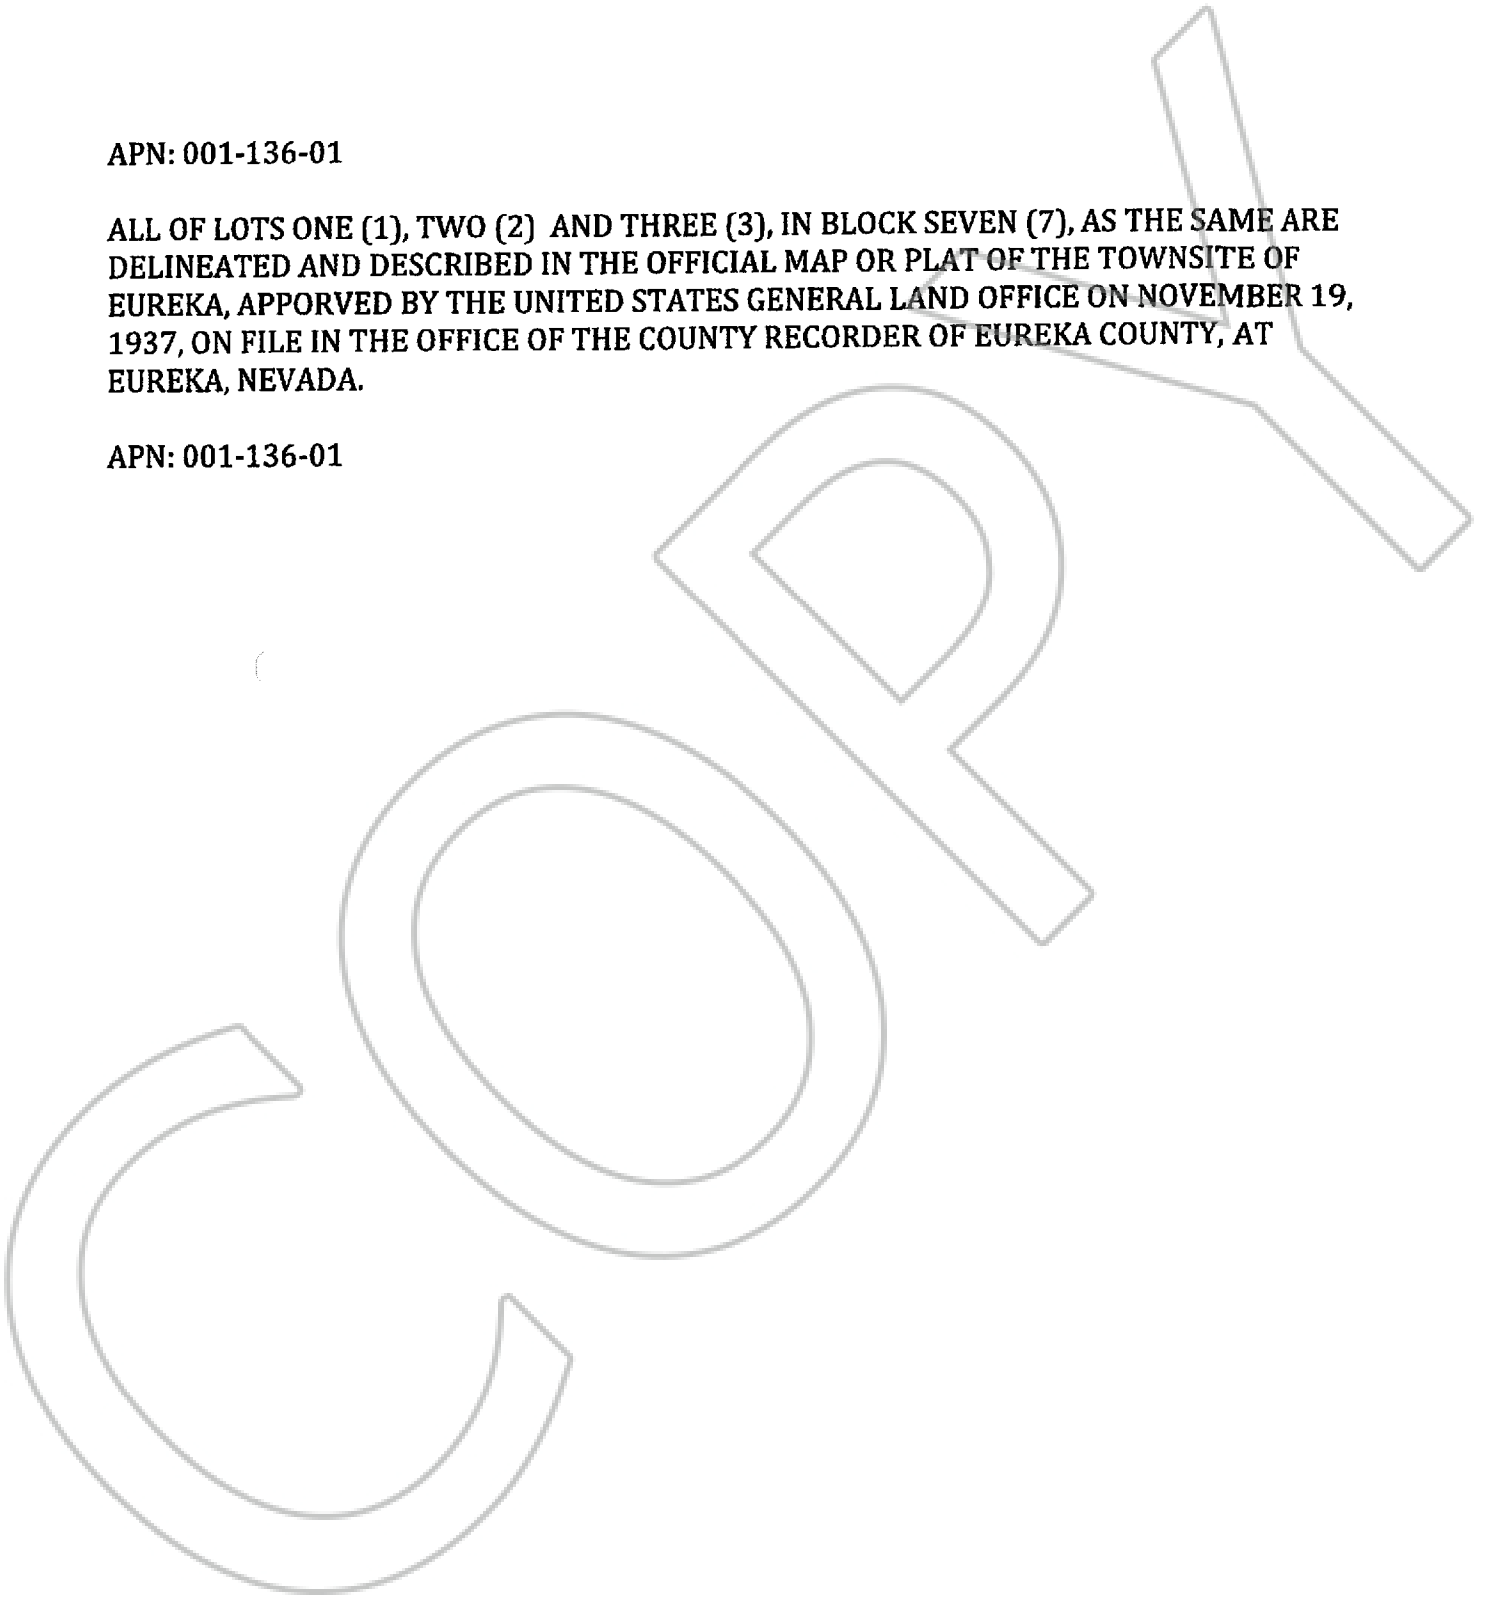 APN: 001-136-01
ALL OF LOTS ONE (1), TWO (2)  AND THREE (3), IN BLOCK SEVEN (7), AS THE SAME ARE
DELINEATED AND DESCRIBED IN THE OFFICIAL MAP OR PLAT OF THE TOWNSITE OF
EUREKA, APPORVED BY THE UNITED STATES GENERAL LAND OFFICE ON NOVEMBER 19,
1937, ON FILE IN THE OFFICE OF THE COUNTY RECORDER OF EUREKA COUNTY, AT
EUREKA, NEVADA.
APN: 001-136-01
COPY